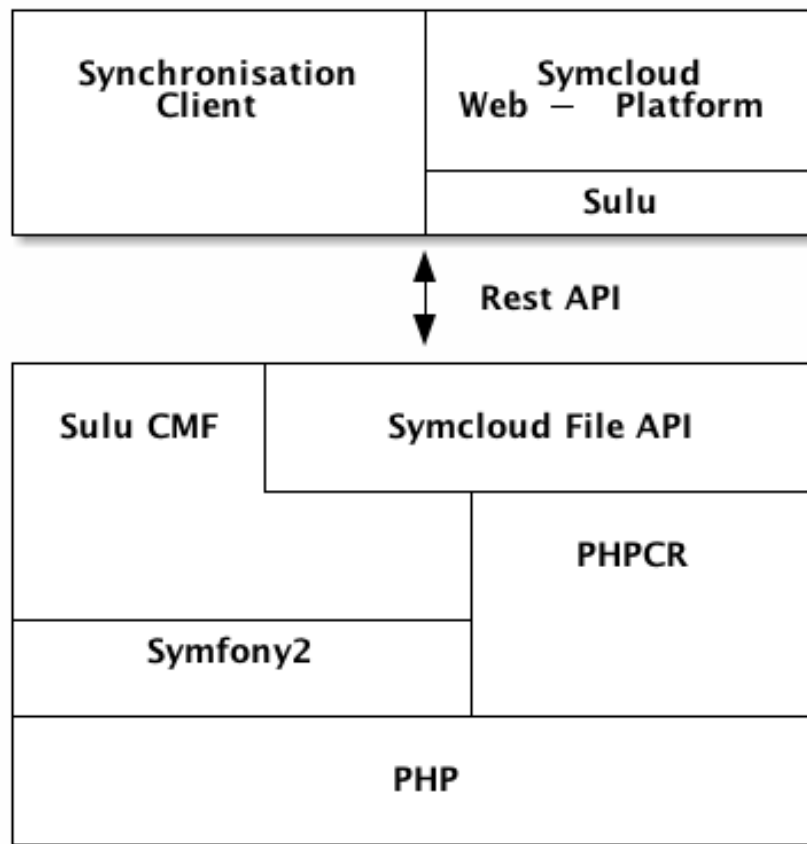 Synchronisation
Client
Symcloud
Web – Platform
Sulu
Rest API
Sulu CMF
Symcloud File API
PHPCR
Symfony2
PHP